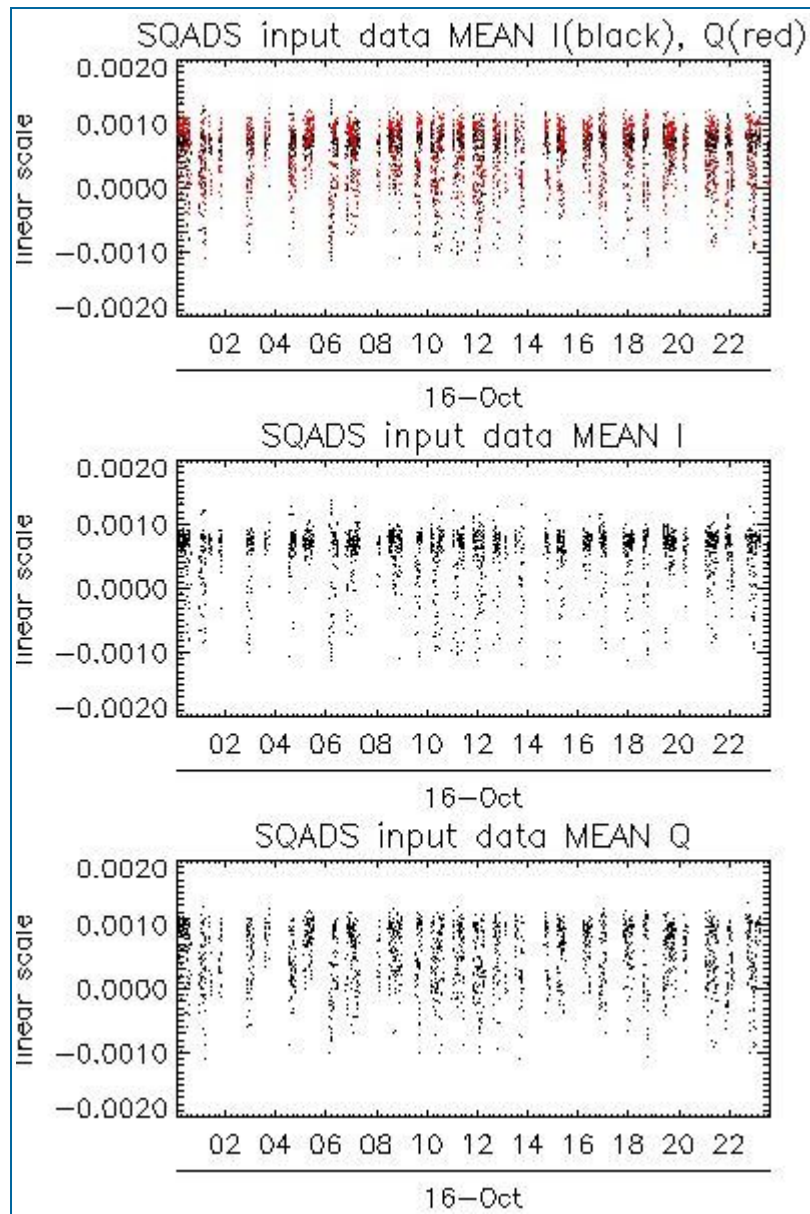 SQADS input data MEAN I(black), Q(red)
linear scale
0.0020
0.0010
0.0000
−0.0010
−0.0020
02 04 06 08 10 12 14 16 18 20 22
16−Oct
SQADS input data MEAN I
linear scale
0.0020
0.0010
0.0000
−0.0010
−0.0020
02 04 06 08 10 12 14 16 18 20 22
16−Oct
SQADS input data MEAN Q
linear scale
0.0020
0.0010
0.0000
−0.0010
−0.0020
02 04 06 08 10 12 14 16 18 20 22
16−Oct